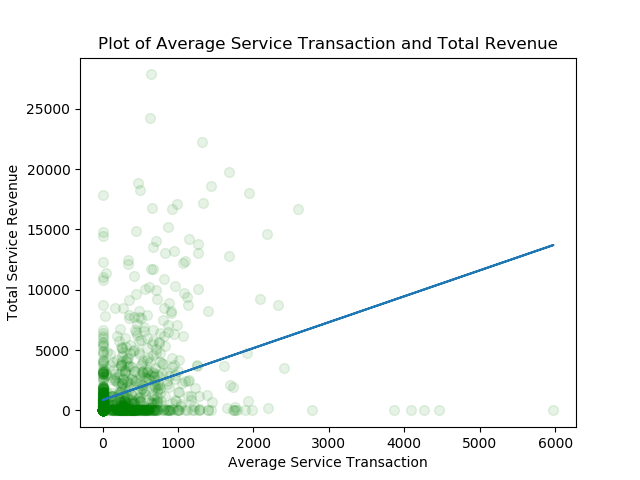 Plot of Average Service Transaction and Total Revenue
25000
20000
15000
10000
5000
0
Total Service Revenue
0 1000 2000 3000 4000 5000 6000
Average Service Transaction